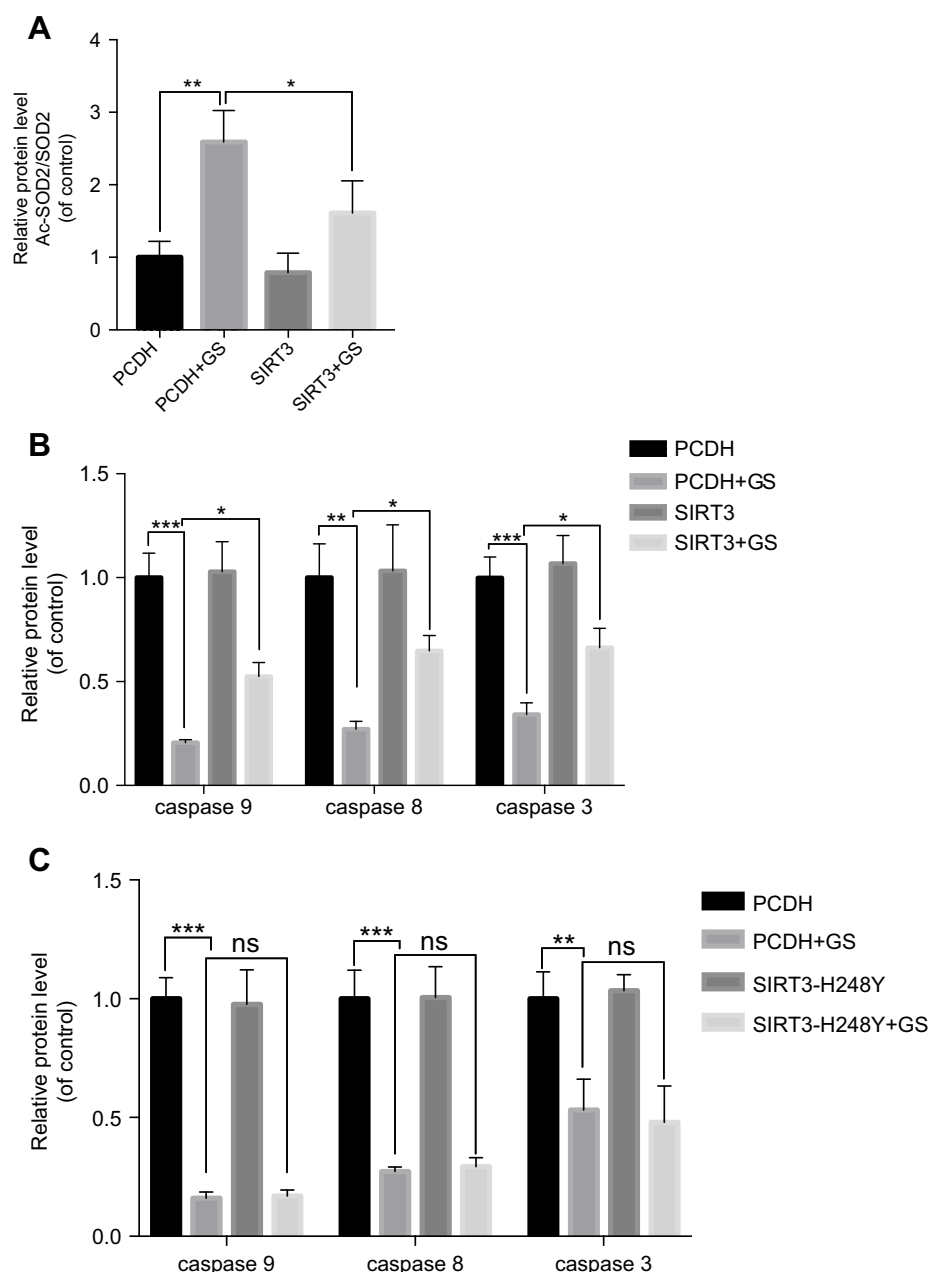 A
Relative protein level
Ac-SOD2/SOD2
(of control)
4
3
2
1
0
**
*
PCDH
PCDH+GS
SIRT3
SIRT3+GS
B
Relative protein level
(of control)
1.5
1.0
0.5
0.0
***
*
**
*
***
*
caspase 9
caspase 8
caspase 3
PCDH
PCDH+GS
SIRT3
SIRT3+GS
C
Relative protein level
(of control)
1.5
1.0
0.5
0.0
***
ns
***
ns
**
ns
caspase 9
caspase 8
caspase 3
PCDH
PCDH+GS
SIRT3-H248Y
SIRT3-H248Y+GS